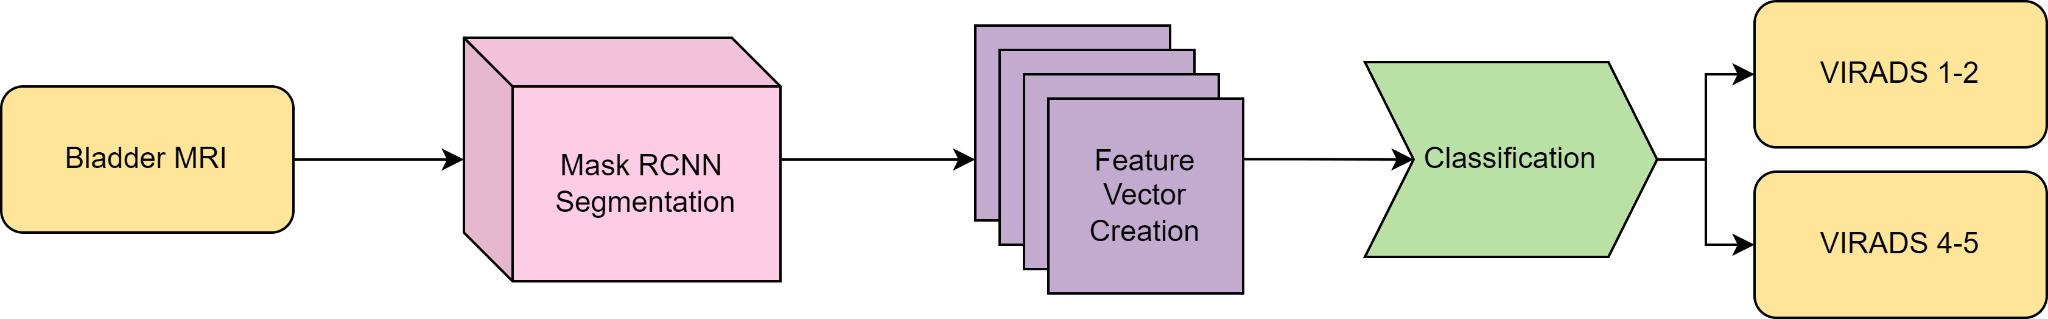 Bladder MRI
Mask RCNN
Segmentation
Feature
Vector
Creation
Classification
VIRADS 1-2
VIRADS 4-5